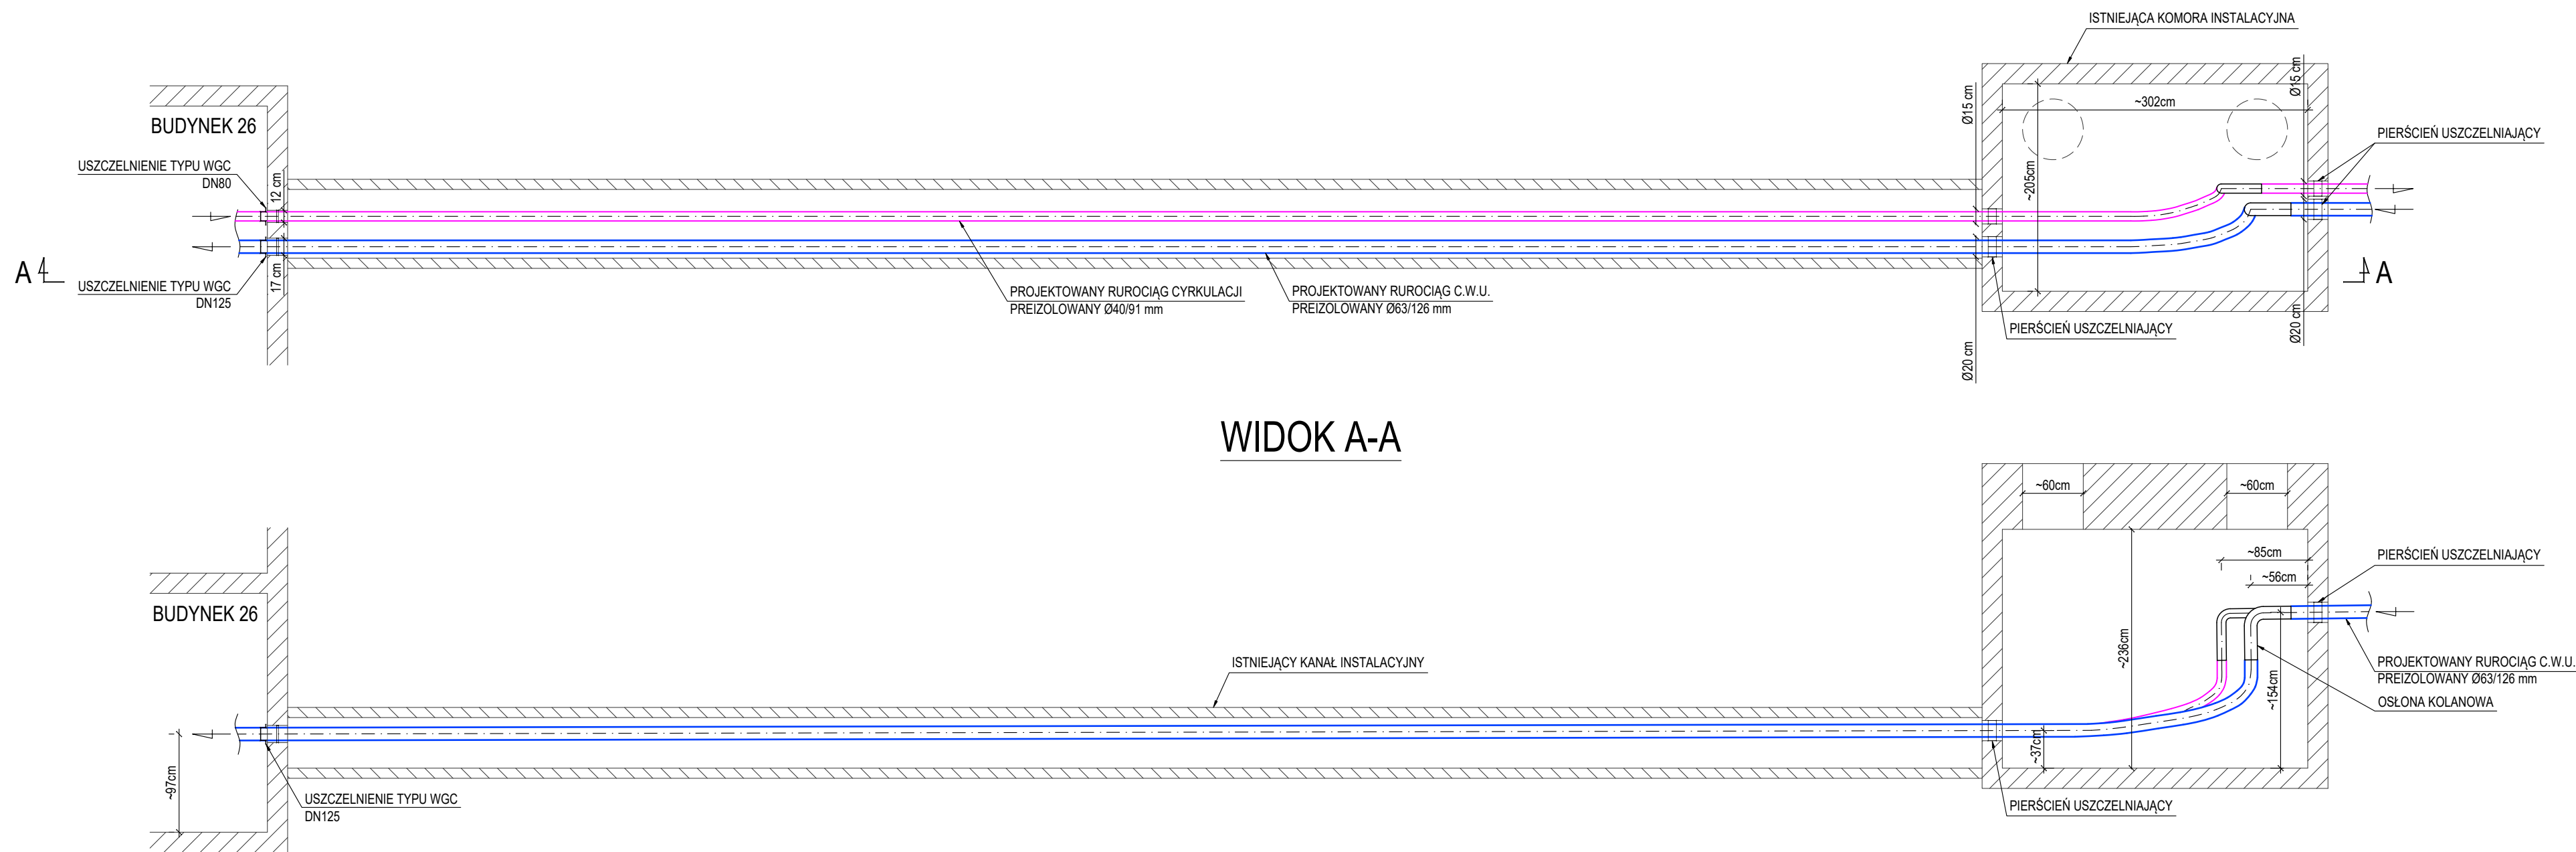 ISTNIEJĄCA KOMORA INSTALACYJNA
Ø15 cm
Ø15 cm
~302cm
BUDYNEK 26
PIERŚCIEŃ USZCZELNIAJĄCY
USZCZELNIENIE TYPU WGC
DN80
12 cm
~205cm
A
A
17 cm
USZCZELNIENIE TYPU WGC
DN125
PROJEKTOWANY RUROCIĄG CYRKULACJI
PREIZOLOWANY Ø40/91 mm
PROJEKTOWANY RUROCIĄG C.W.U.
PREIZOLOWANY Ø63/126 mm
PIERŚCIEŃ USZCZELNIAJĄCY
Ø20 cm
Ø20 cm
WIDOK A-A
~60cm
~60cm
~85cm
PIERŚCIEŃ USZCZELNIAJĄCY
~56cm
BUDYNEK 26
~236cm
ISTNIEJĄCY KANAŁ INSTALACYJNY
PROJEKTOWANY RUROCIĄG C.W.U.
PREIZOLOWANY Ø63/126 mm
~154cm
OSŁONA KOLANOWA
~37cm
~97cm
USZCZELNIENIE TYPU WGC
DN125
PIERŚCIEŃ USZCZELNIAJĄCY